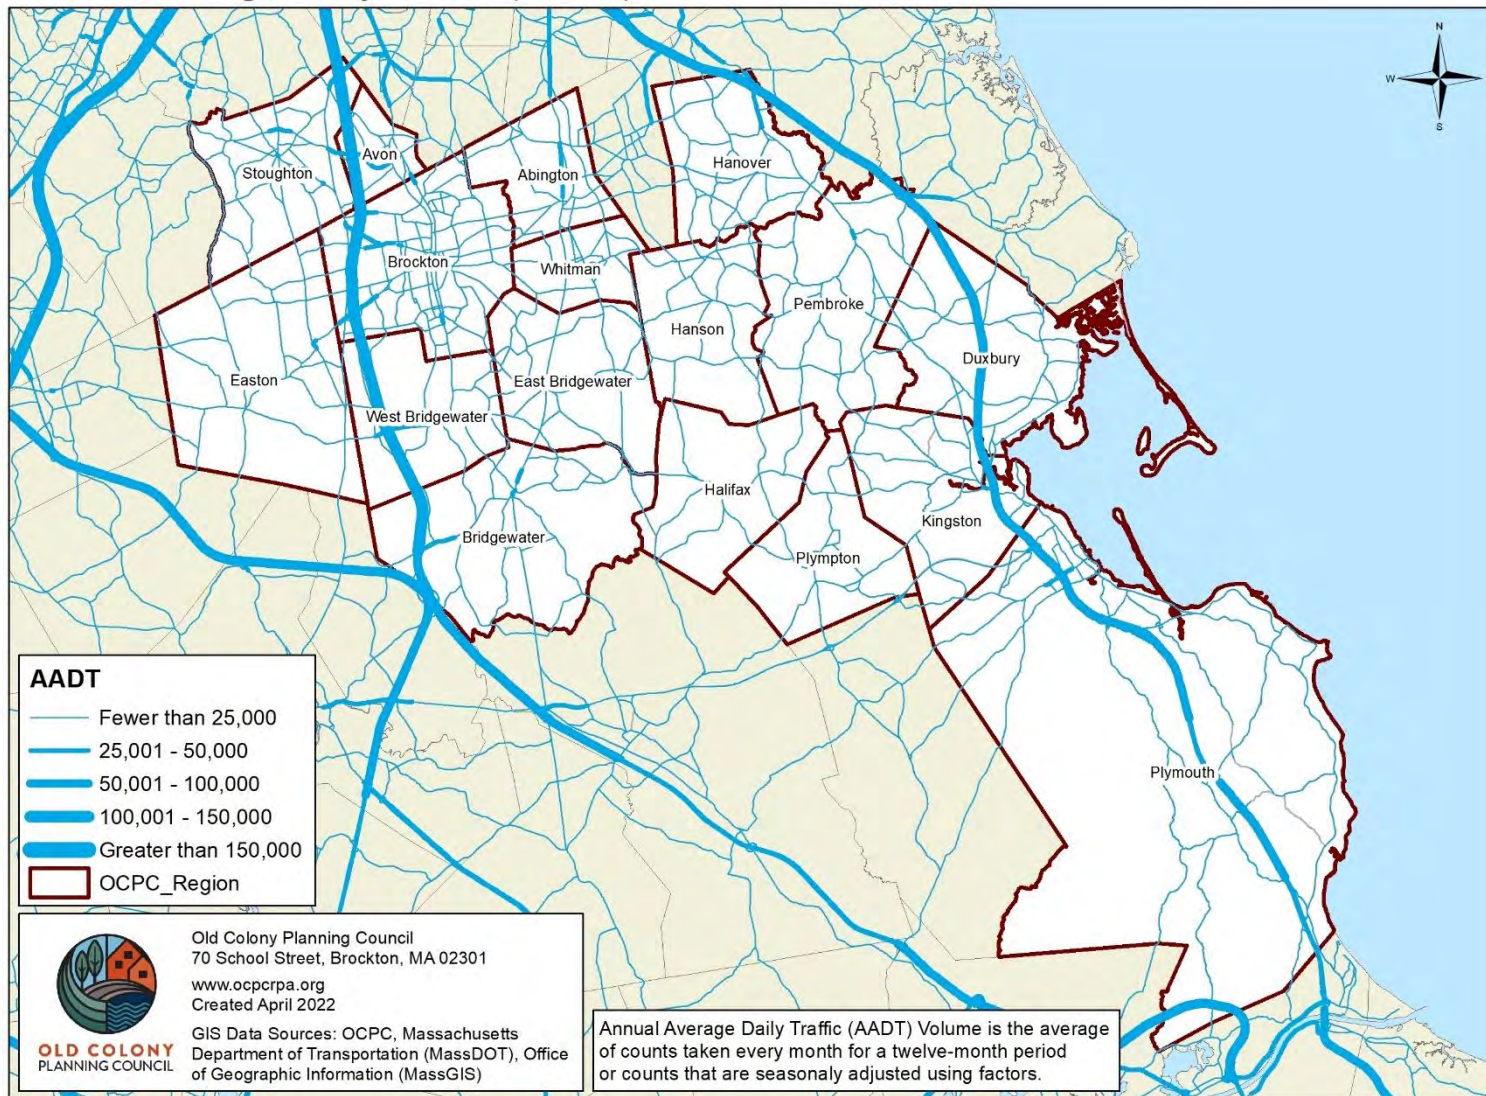 N
W
S
Stoughton
Avon
Abington
Hanover
Brockton
Whitman
Hanson
Pembroke
Duxbury
Easton
East Bridgewater
West Bridgewater
Halifax
Kingston
Bridgewater
Plympton
Plymouth
AADT
Fewer than 25,000
25,001 - 50,000
50,001 - 100,000
100,001 - 150,000
Greater than 150,000
OCPC_Region
OLD COLONY
PLANNING COUNCIL
Old Colony Planning Council
70 School Street, Brockton, MA 02301
www.ocpcrpa.org
Created April 2022
GIS Data Sources: OCPC, Massachusetts
Department of Transportation (MassDOT), Office
of Geographic Information (MassGIS)
Annual Average Daily Traffic (AADT) Volume is the average
of counts taken every month for a twelve-month period
or counts that are seasonaly adjusted using factors.